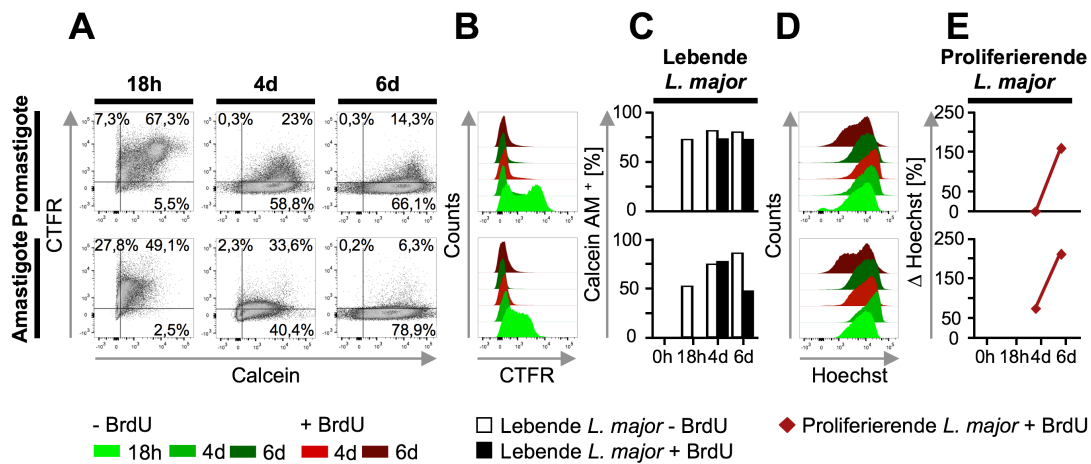 A
B
C
D
E
Lebende
L. major
Proliferierende
L. major
18h
4d
6d
Promastigote
Amastigote
CTFR
7,3% 67,3%
5,5%
0,3% 23%
58,8%
0,3% 14,3%
66,1%
27,8% 49,1%
2,5%
2,3% 33,6%
40,4%
0,2% 6,3%
78,9%
Calcein
Counts
CTFR
Calcein AM + [%]
100
50
0
100
50
0
0h 18h 4d 6d
Counts
Hoechst
Δ Hoechst [%]
250
150
50
0
250
150
50
0
0h 18h 4d 6d
- BrdU
+ BrdU
18h 4d 6d
4d 6d
Lebende L. major - BrdU
Lebende L. major + BrdU
Proliferierende L. major + BrdU